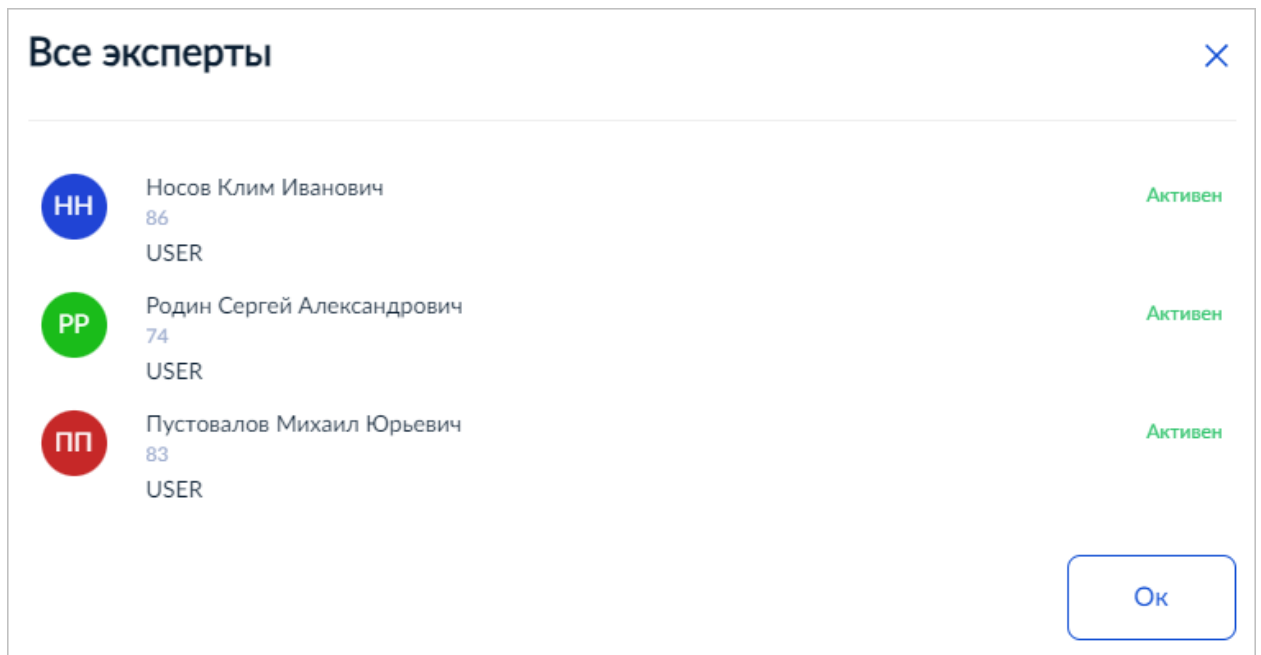 Все эксперты
НН
Носов Клим Иванович
Активен
86
USER
РР
Родин Сергей Александрович
Активен
74
USER
ПП
Пустовалов Михаил Юрьевич
Активен
83
USER
Ок